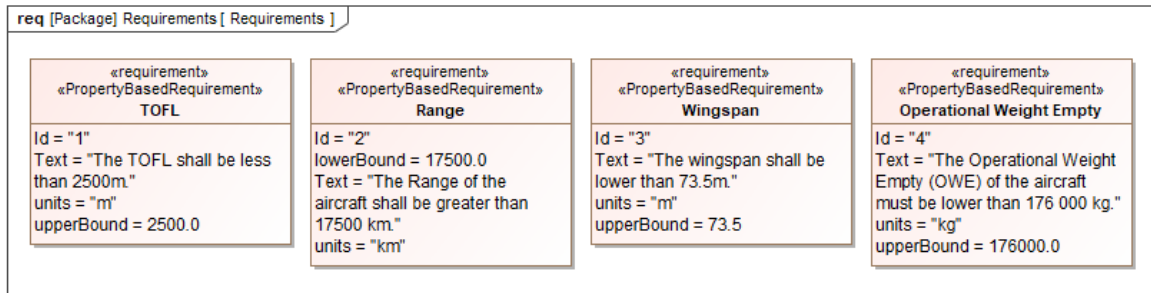 req [Package] Requirements [ Requirements ]
«requirement»
«PropertyBasedRequirement»
TOFL
Id = "1"
Text = "The TOFL shall be less
than 2500m."
units = "m"
upperBound = 2500.0
«requirement»
«PropertyBasedRequirement»
Range
Id = "2"
lowerBound = 17500.0
Text = "The Range of the
aircraft shall be greater than
17500 km."
units = "km"
«requirement»
«PropertyBasedRequirement»
Wingspan
Id = "3"
Text = "The wingspan shall be
lower than 73.5m."
units = "m"
upperBound = 73.5
«requirement»
«PropertyBasedRequirement»
Operational Weight Empty
Id = "4"
Text = "The Operational Weight
Empty (OWE) of the aircraft
must be lower than 176 000 kg."
units = "kg"
upperBound = 176000.0